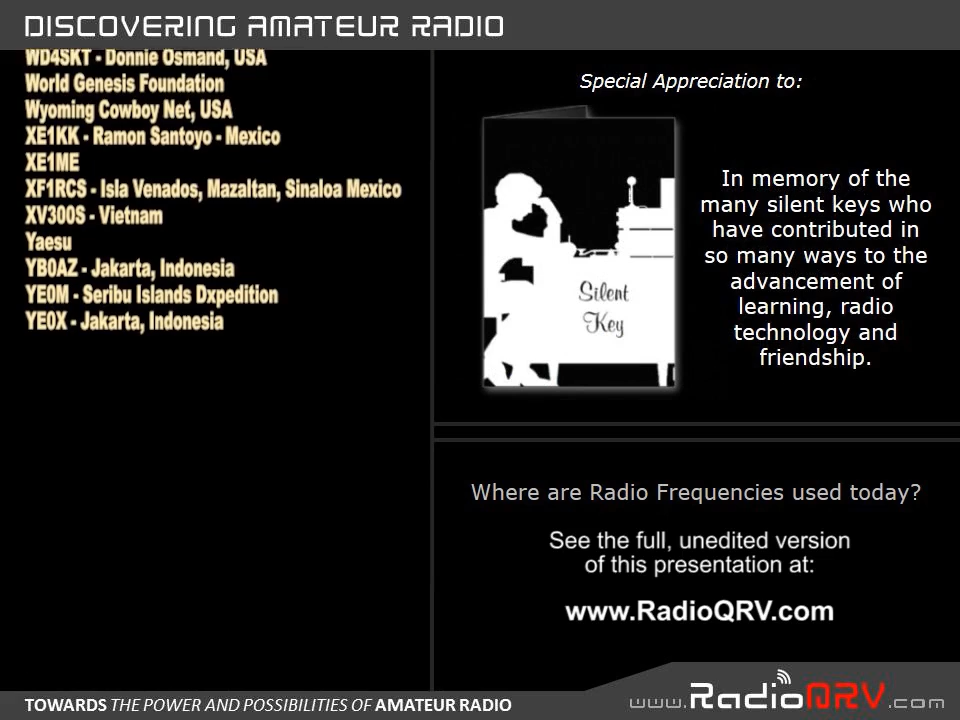 DISCOVERING AMATEUR RADIO
WD4SKT - Donnie Osmand, USA
World Genesis Foundation
Wyoming Cowboy Net, USA
XE1KK - Ramon Santoyo - Mexico
XE1ME
XF1RCS - Isla Venados, Mazaltan, Sinaloa Mexico
XV300S - Vietnam
Yaesu
YB0AZ - Jakarta, Indonesia
YE0M - Seribu Islands Dxpedition
YE0X - Jakarta, Indonesia
Special Appreciation to:
Silent
Key
In memory of the
many silent keys who
have contributed in
so many ways to the
advancement of
learning, radio
technology and
friendship.
Where are Radio Frequencies used today?
See the full, unedited version
of this presentation at:
www.RadioQRV.com
TOWARDS THE POWER AND POSSIBILITIES OF AMATEUR RADIO
www.RadioQRV.com